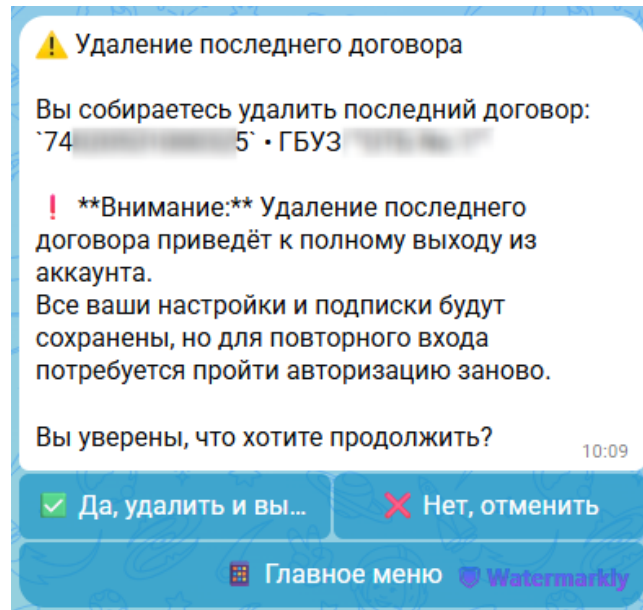 ⚠️ Удаление последнего договора
Вы собираетесь удалить последний договор:
`74 5` • ГБУЗ
❗ **Внимание:** Удаление последнего
договора приведёт к полному выходу из
аккаунта.
Все ваши настройки и подписки будут
сохранены, но для повторного входа
потребуется пройти авторизацию заново.
Вы уверены, что хотите продолжить?
10:09
✅ Да, удалить и вы...
❌ Нет, отменить
Главное меню
Watermarkly